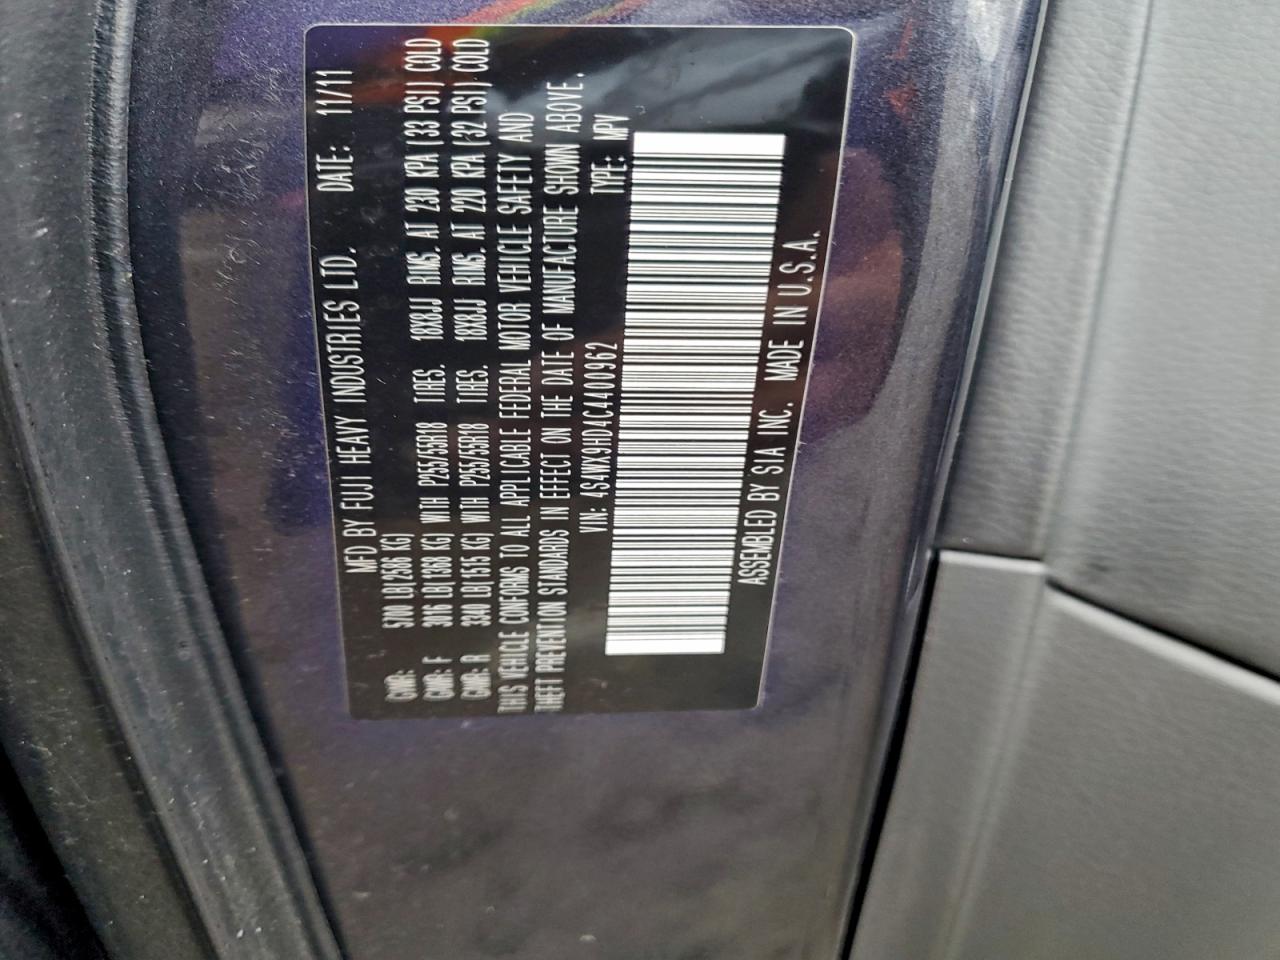 MFD BY FUJI HEAVY INDUSTRIES LTD. DATE: 11/11
GVWR: 5700 LB(2586 KG)
GAWR: F 3016 LB(1368 KG) WITH P255/55R18 TIRES. 18X8JJ RIMS. AT 230 KPA (33 PSI) COLD
GAWR: R 3340 LB(1515 KG) WITH P255/55R18 TIRES. 18X8JJ RIMS. AT 220 KPA (32 PSI) COLD
THIS VEHICLE CONFORMS TO ALL APPLICABLE FEDERAL MOTOR VEHICLE SAFETY AND
THEFT PREVENTION STANDARDS IN EFFECT ON THE DATE OF MANUFACTURE SHOWN ABOVE.
VIN: 4S4WX9HD4C4400962 TYPE: MPV
ASSEMBLED BY SIA INC. MADE IN U.S.A.